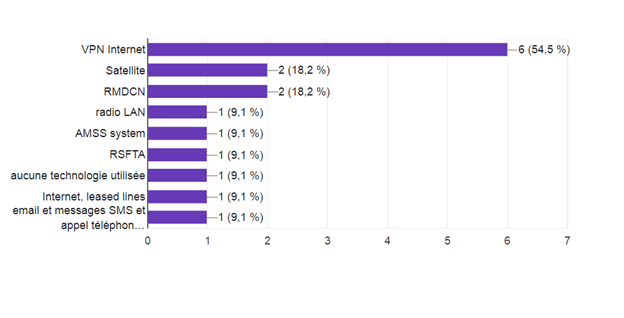 VPN Internet 6 (54,5 %)
Satellite 2 (18,2 %)
RMDCN 2 (18,2 %)
radio LAN 1 (9,1 %)
AMSS system 1 (9,1 %)
RSFTA 1 (9,1 %)
aucune technologie utilisée 1 (9,1 %)
Internet, leased lines 1 (9,1 %)
email et messages SMS et
appel téléphon… 1 (9,1 %)
0 1 2 3 4 5 6 7